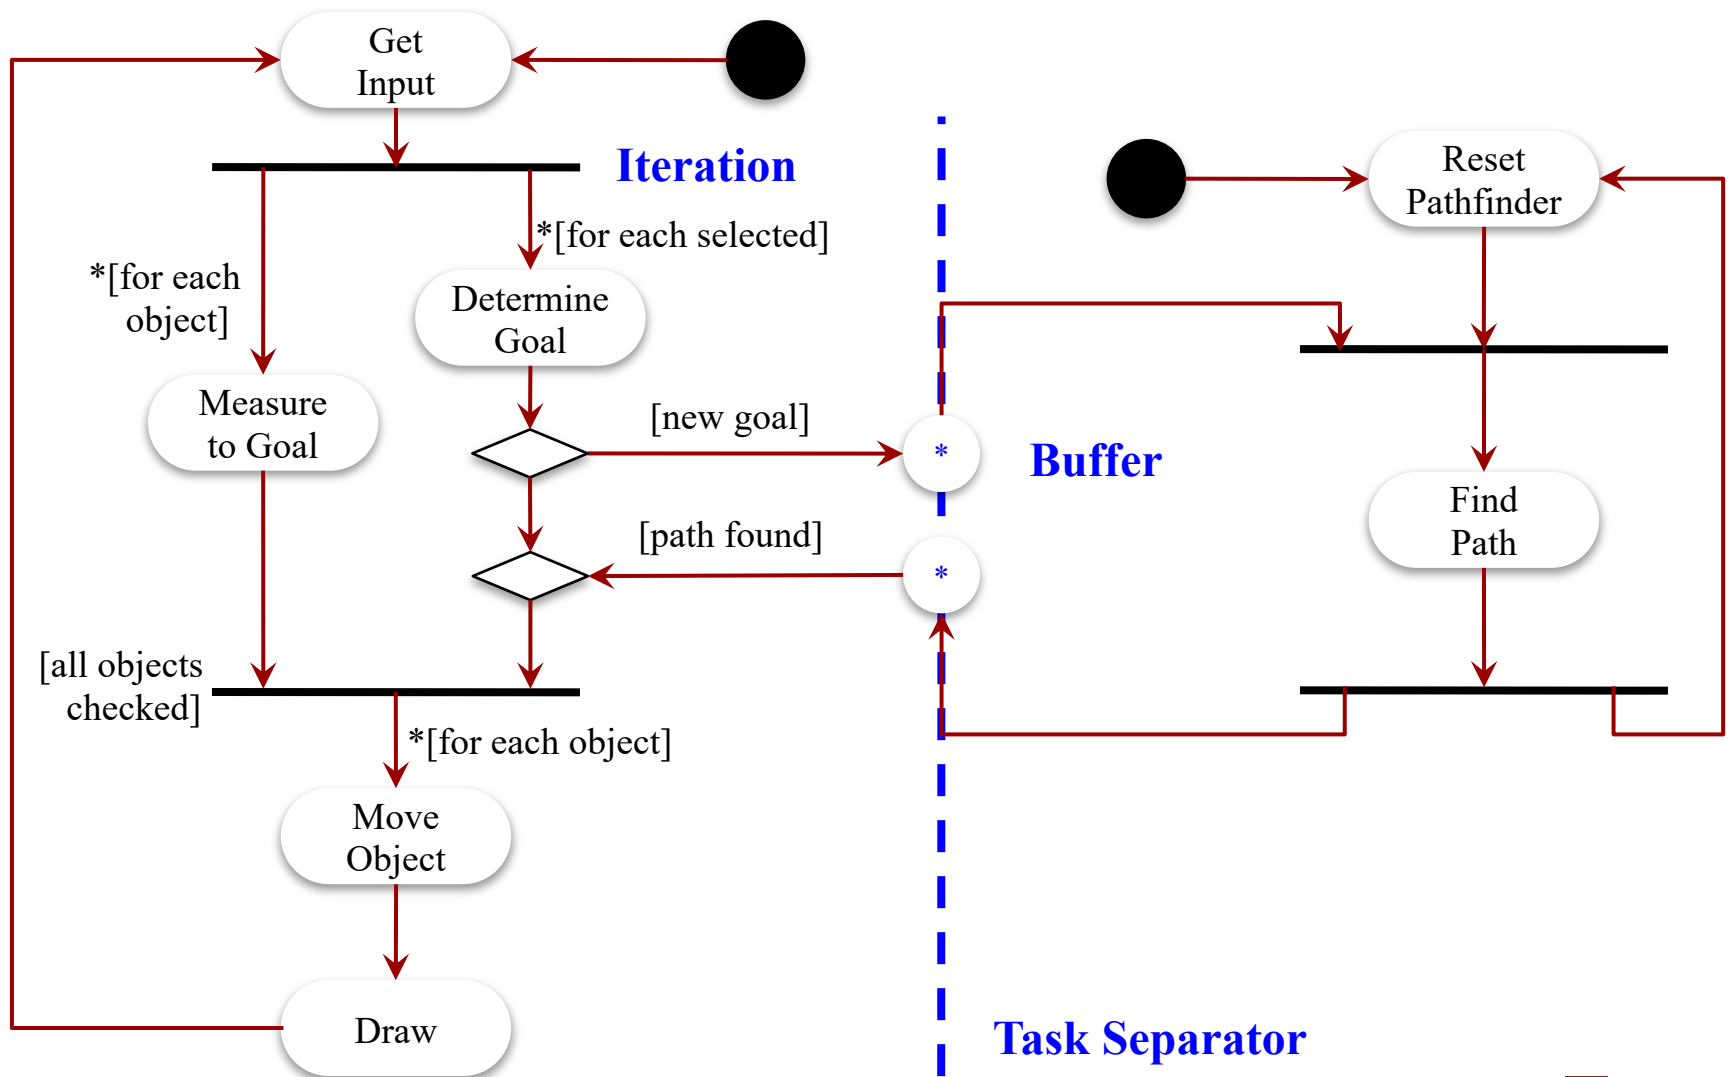 Get
Input
Iteration
Reset
Pathfinder
*[for each selected]
*[for each
object]
Determine
Goal
Measure
to Goal
[new goal]
*
Buffer
Find
Path
[path found]
*
[all objects
checked]
*[for each object]
Move
Object
Draw
Task Separator